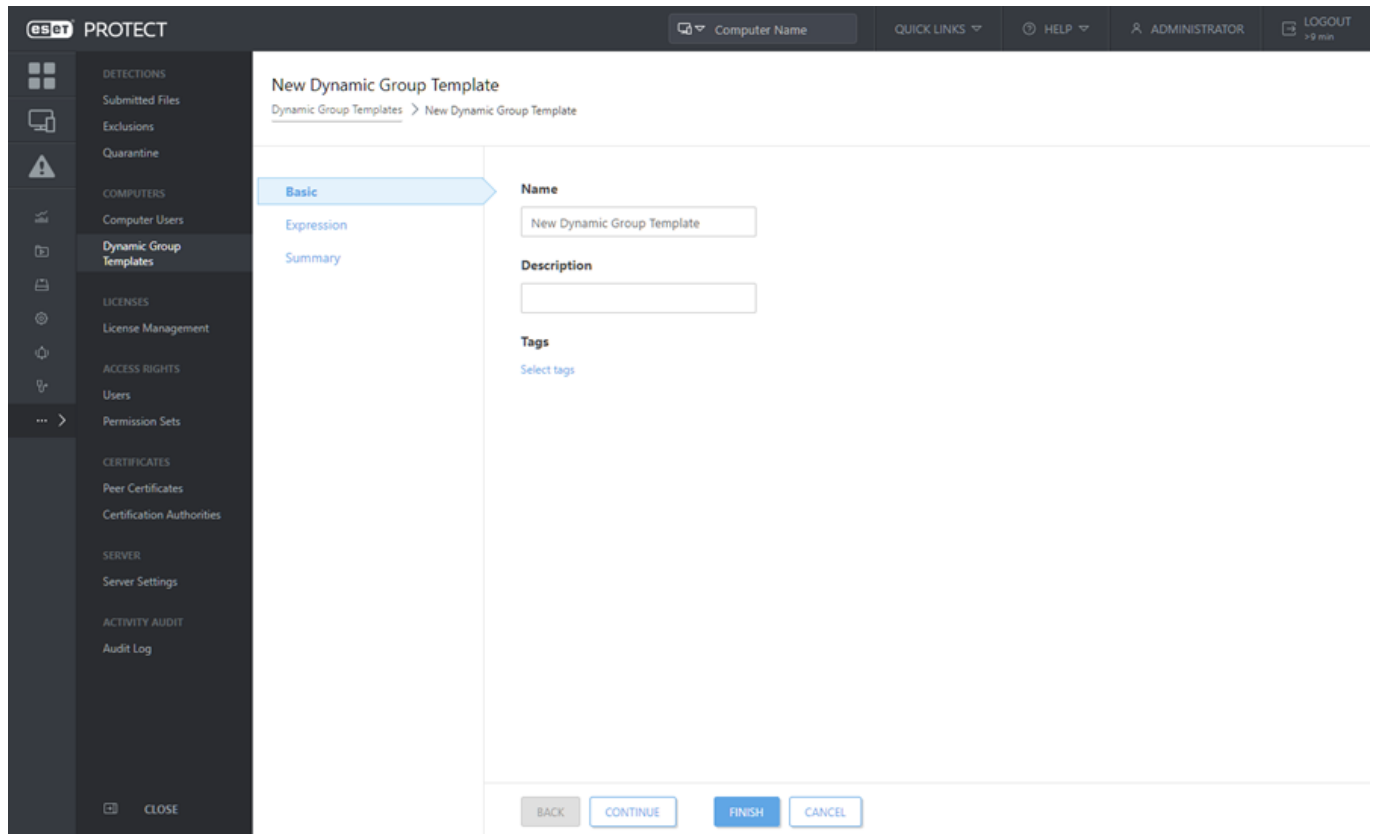 eset PROTECT
Computer Name
QUICK LINKS
HELP
ADMINISTRATOR
LOGOUT
>9 min
DETECTIONS
Submitted Files
Exclusions
Quarantine
COMPUTERS
Computer Users
Dynamic Group
Templates
LICENSES
License Management
ACCESS RIGHTS
Users
Permission Sets
CERTIFICATES
Peer Certificates
Certification Authorities
SERVER
Server Settings
ACTIVITY AUDIT
Audit Log
CLOSE
New Dynamic Group Template
Dynamic Group Templates > New Dynamic Group Template
Basic
Expression
Summary
Name
New Dynamic Group Template
Description
Tags
Select tags
BACK
CONTINUE
FINISH
CANCEL